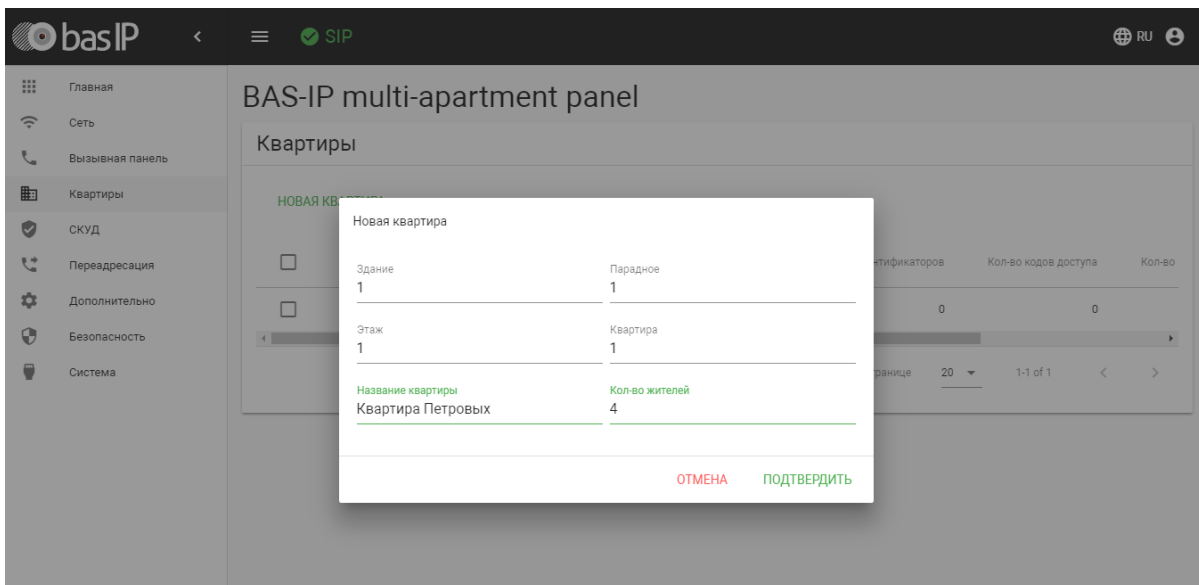 bas IP
SIP
RU
Главная
Сеть
Вызывная панель
Квартиры
СКУД
Переадресация
Дополнительно
Безопасность
Система
BAS-IP multi-apartment panel
Квартиры
Новая квартира
Здание
1
Парадное
1
Этаж
1
Квартира
1
Название квартиры
Квартира Петровых
Кол-во жителей
4
ОТМЕНА ПОДТВЕРДИТЬ
Кол-во кодов доступа Кол-во
0 0
20 1-1 of 1